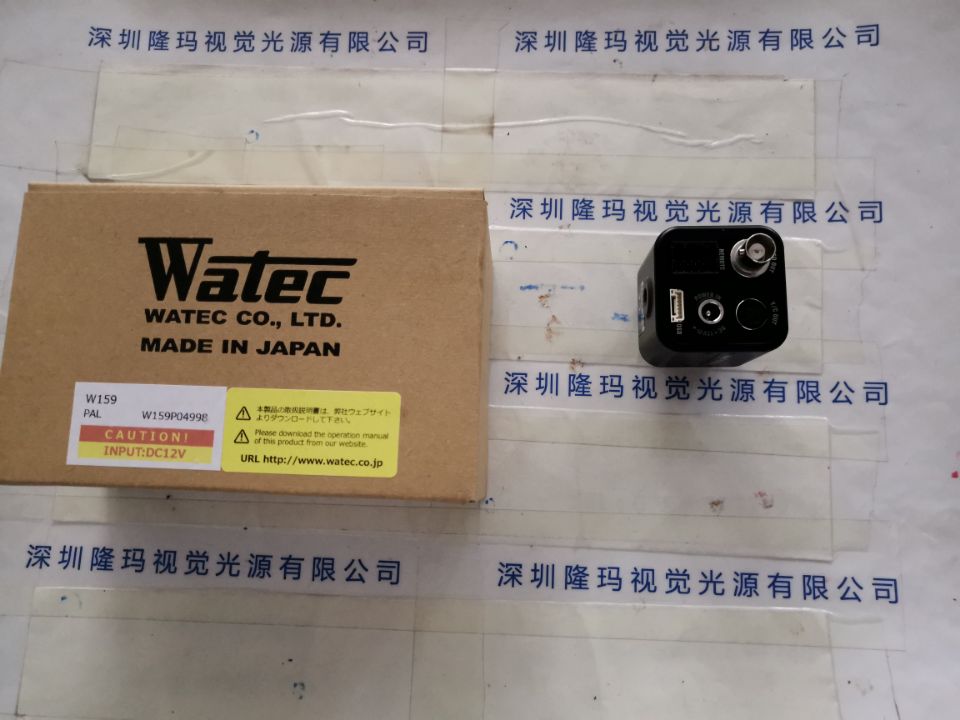 深圳隆玛视觉光源有限公司
深圳隆玛视觉光源有限公司
深圳隆玛视觉光源有限公司
Watec
WATEC CO., LTD.
MADE IN JAPAN
W159
PAL W159P04998
CAUTION!
INPUT:DC12V
本製品の取扱説明書は、弊社ウェブサイト
よりダウンロードして下さい。
Please download the operation manual
of this product from our website.
URL http://www.watec.co.jp
REMOTE
USB
POWER IN
深圳隆玛视觉光源有限公司
深圳隆玛视觉光源有限公司
深圳隆玛视觉光源有限公司